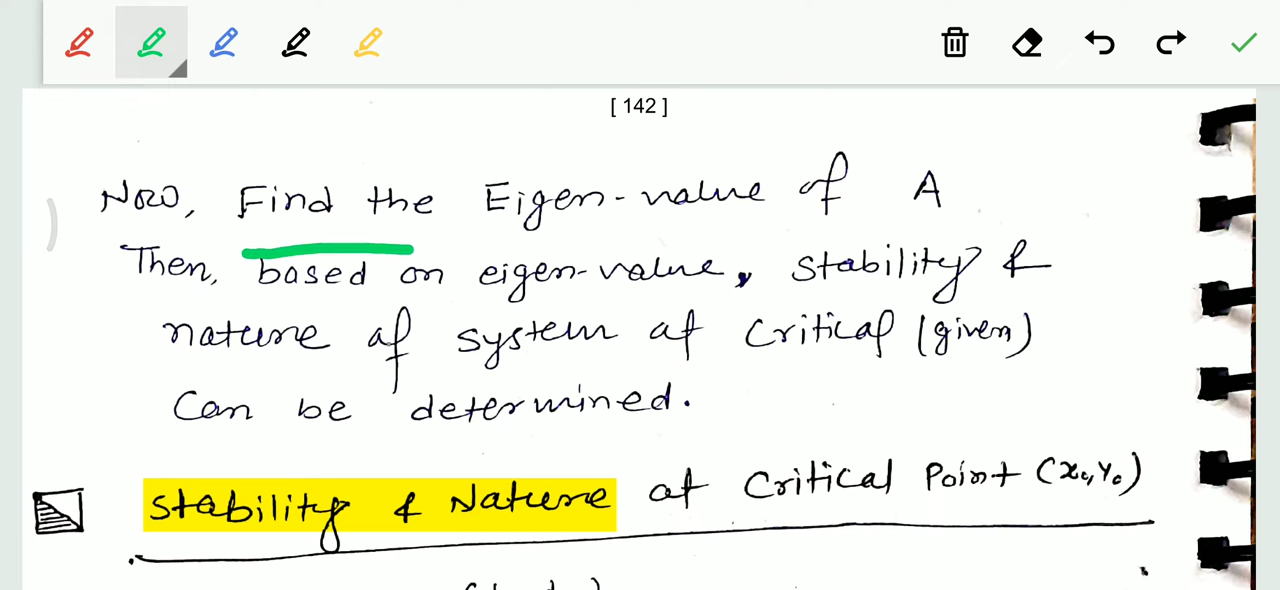 [ 142 ]
Now, Find the Eigen-value of A
Then, based on eigen-value, stability &
nature of system at critical (given)
Can be determined.
Stability & Nature at Critical Point (x₀,y₀)